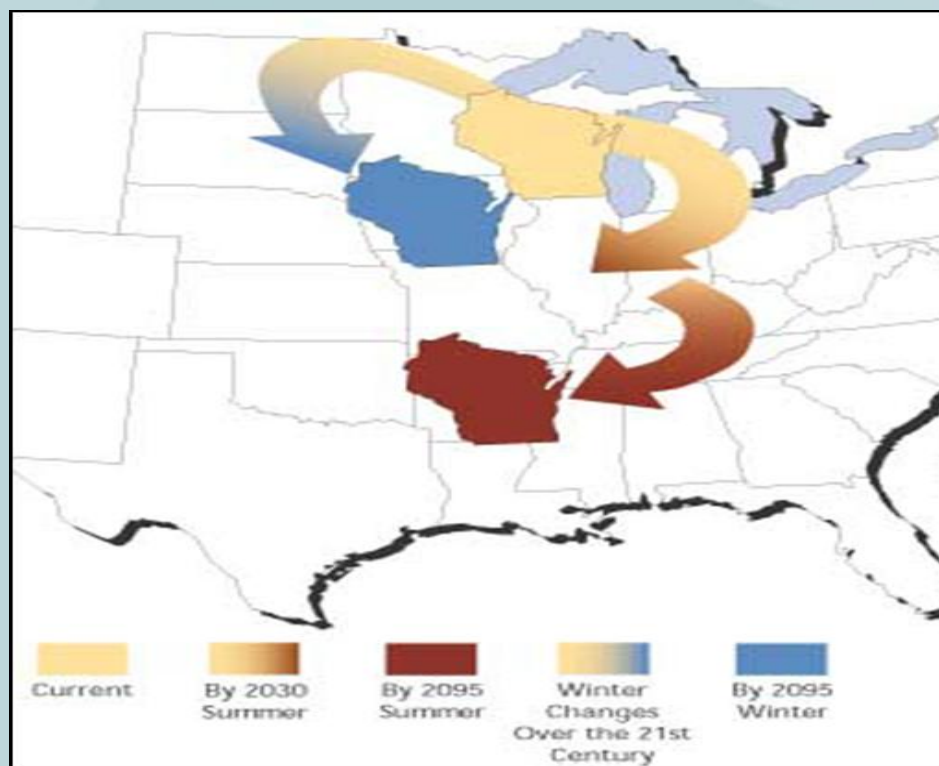 Current
By 2030
Summer
By 2095
Summer
Winter
Changes
Over the 21st
Century
By 2095
Winter